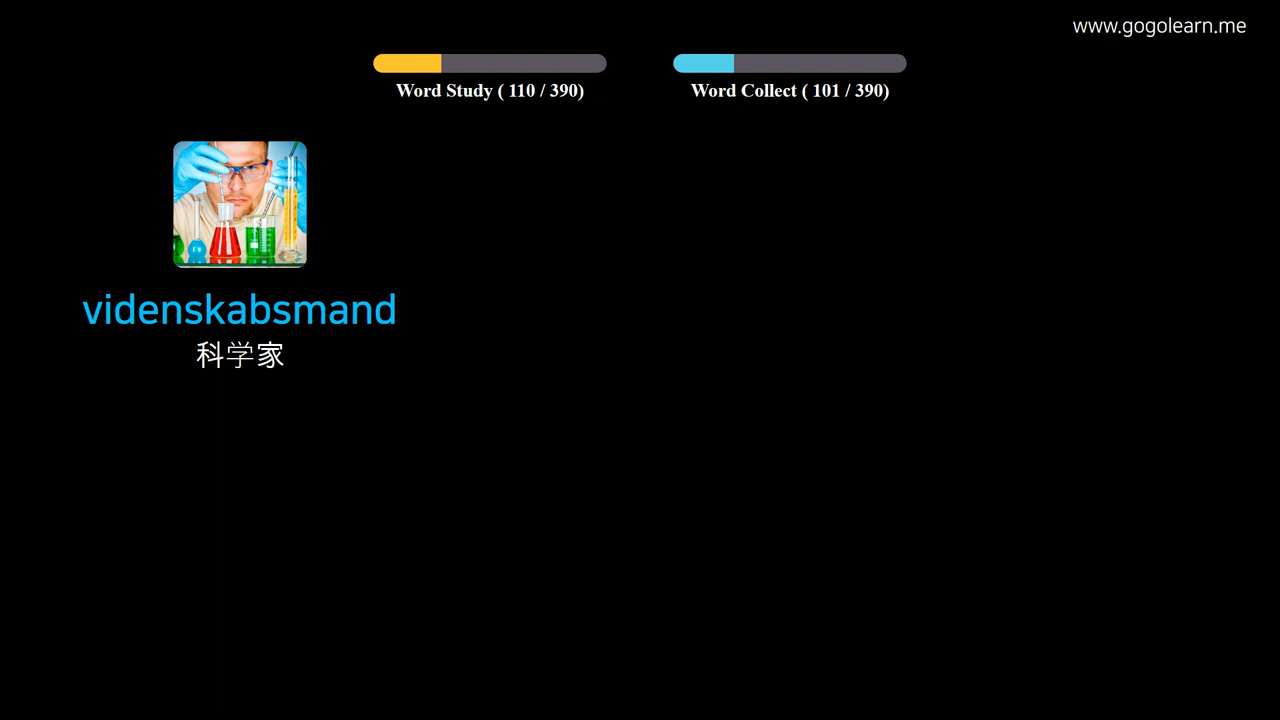 www.gogolearn.me
Word Study ( 110 / 390)
Word Collect ( 101 / 390)
videnskabsmand
科学家